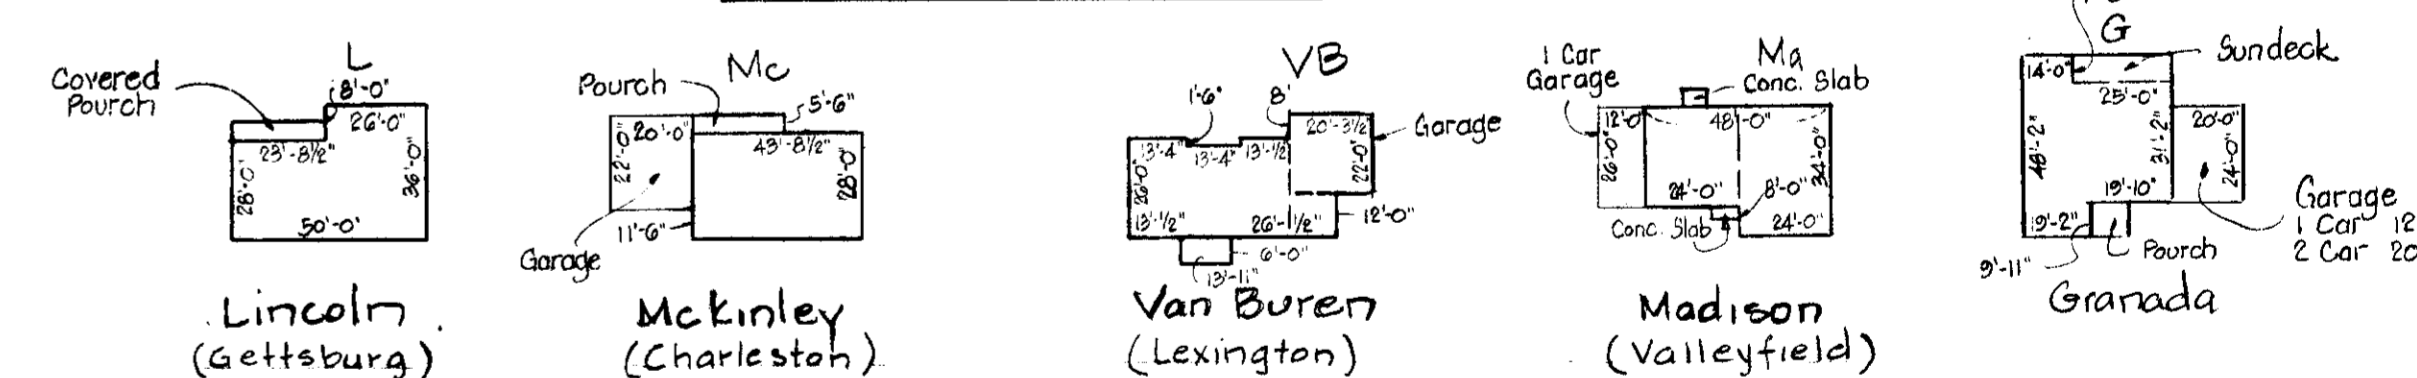 L
Covered
Pourch
8'-0"
26'-0"
23'-8½"
28'-0"
36'-0"
50'-0"
Lincoln
(Gettsburg)
Mc
Pourch
5'-6"
20'-0"
22'-0"
43'-8½"
28'-0"
11'-6"
Garage
Mckinley
(Charleston)
VB
1'-6"
8'
20'-3½"
Garage
13'-4"
13'-4"
13'-½"
26'-0"
22'-0"
13'-½"
26'-1½"
12'-0"
6'-0"
13'-11"
Van Buren
(Lexington)
1 Car
Garage
Ma
Conc. Slab
12'-0"
48'-0"
26'-0"
34'-0"
24'-0"
8'-0"
Conc. Slab
24'-0"
Madison
(Valleyfield)
G
Sundeck
14'-0"
25'-0"
48'-2"
31'-2"
20'-0"
24'-0"
19'-10"
19'-2"
9'-11"
Pourch
Garage
1 Car 12
2 Car 20
Granada